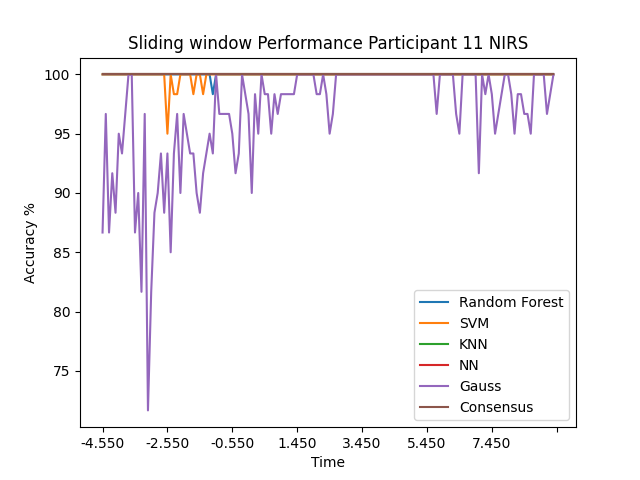 Sliding window Performance Participant 11 NIRS
Accuracy %
100
95
90
85
80
75
Random Forest
SVM
KNN
NN
Gauss
Consensus
-4.550 -2.550 -0.550 1.450 3.450 5.450 7.450
Time